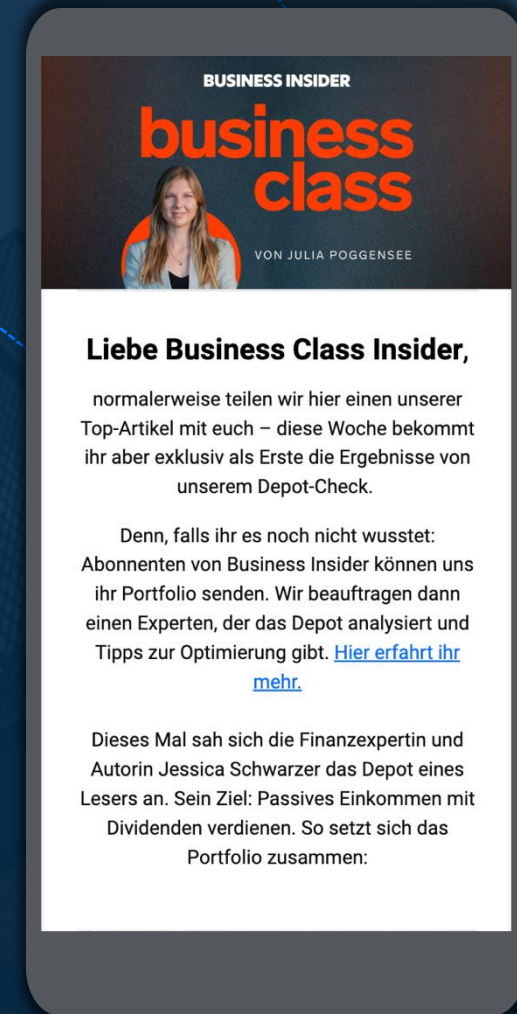 BUSINESS INSIDER
business
class
VON JULIA POGGENSEE
Liebe Business Class Insider,
normalerweise teilen wir hier einen unserer
Top-Artikel mit euch – diese Woche bekommt
ihr aber exklusiv als Erste die Ergebnisse von
unserem Depot-Check.
Denn, falls ihr es noch nicht wusstet:
Abonnenten von Business Insider können uns
ihr Portfolio senden. Wir beauftragen dann
einen Experten, der das Depot analysiert und
Tipps zur Optimierung gibt. Hier erfahrt ihr
mehr.
Dieses Mal sah sich die Finanzexpertin und
Autorin Jessica Schwarzer das Depot eines
Lesers an. Sein Ziel: Passives Einkommen mit
Dividenden verdienen. So setzt sich das
Portfolio zusammen: